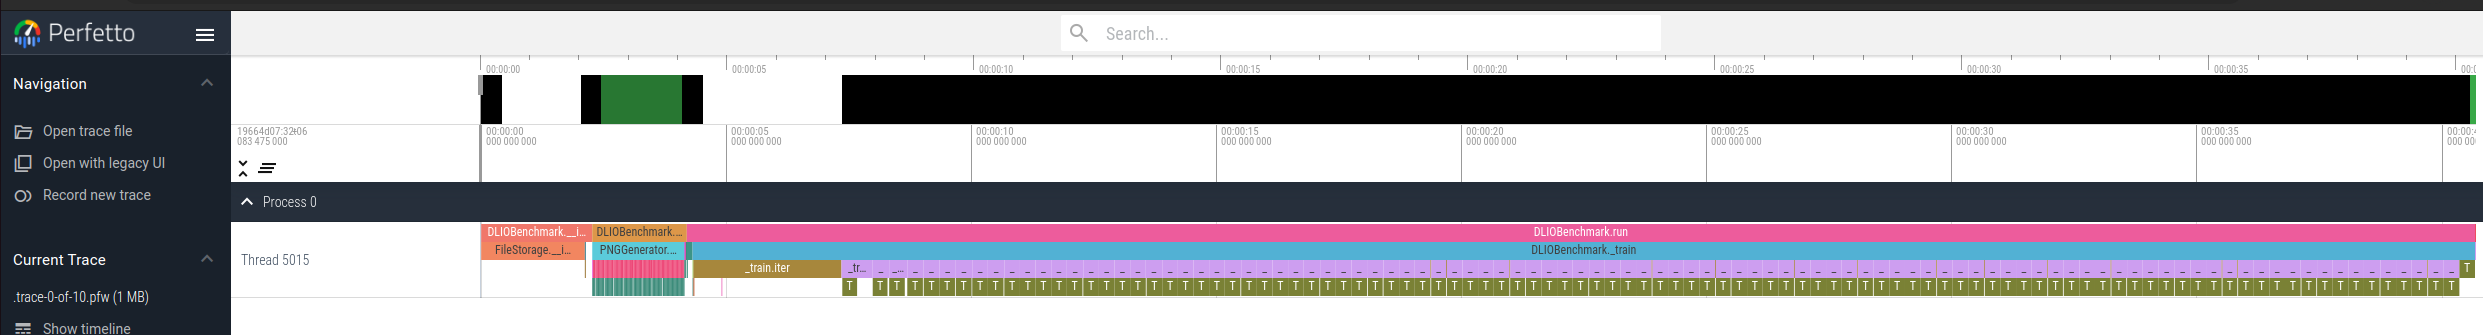 Perfetto
Search...
Navigation
Open trace file
Open with legacy UI
Record new trace
Current Trace
.trace-0-of-10.pfw (1 MB)
Show timeline
00:00:00 00:00:05 00:00:10 00:00:15 00:00:20 00:00:25 00:00:30 00:00:35
00:00:00 00:00:05 00:00:10 00:00:15 00:00:20 00:00:25 00:00:30 00:00:35
083 475 000 000 000 000 000 000 000 000 000 000 000 000 000 000 000 000 000 000 000 000 000 000 000 000 000
Process 0
Thread 5015
DLIOBenchmark.__i... DLIOBenchmark.... DLIOBenchmark.run
FileStorage.__i... PNGGenerator.... DLIOBenchmark._train
_train.iter _tr... _ _... _ _ _ _ _ _ _ _ _ _ _ _ _ _ _ _ _ _ _ _ _ _ _ _ _ _ _ _ _ _ _ _ _ _ _ _ _ _ _ _ _ _ _ _ _ _ _ _ _ _ _ _ _ _ _ _ _ _ _ _ _ _ _ _ _ _ _ _ _ _ _ _ _ _ _ _ _ _ _ _ _ _ _ _ _ _ _ _ _ _ T
T T T T T T T T T T T T T T T T T T T T T T T T T T T T T T T T T T T T T T T T T T T T T T T T T T T T T T T T T T T T T T T T T T T T T T T T T T T T T T T T T T T T T T T T T T T T T T T T T T T